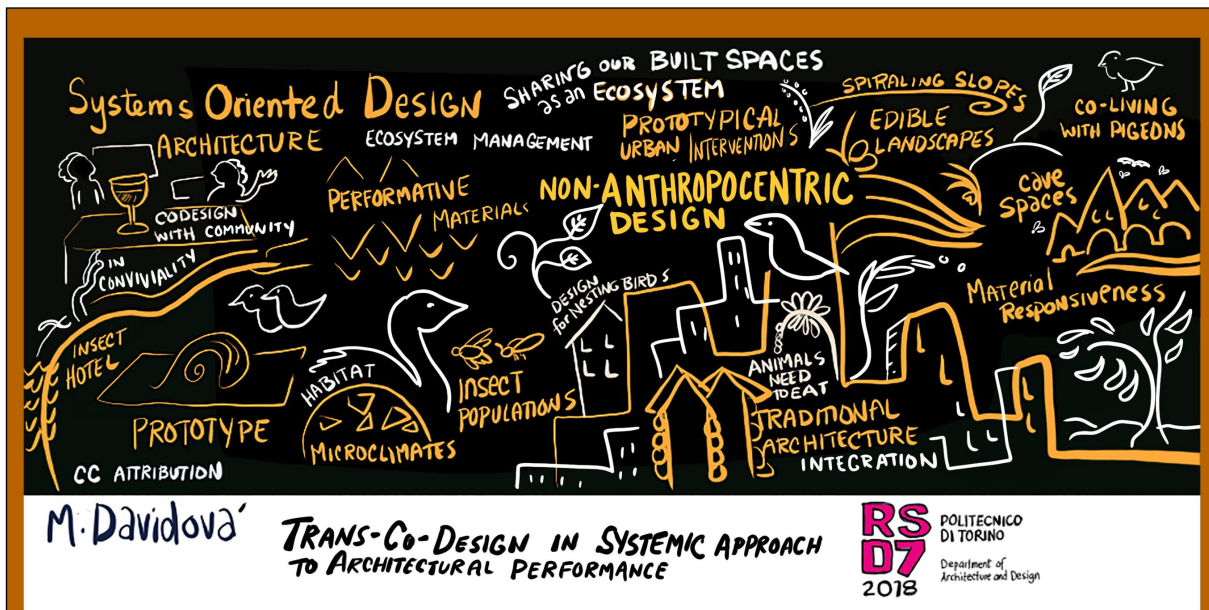 Systems Oriented Design
ARCHITECTURE
SHARING OUR BUILT SPACES
as an ECOSYSTEM
ECOSYSTEM MANAGEMENT
PROTOTYPICAL
URBAN INTERVENTIONS
SPIRALING SLOPES
EDIBLE
LANDSCAPES
CO-LIVING
WITH PIGEONS
PERFORMATIVE
MATERIALS
NON-ANTHROPOCENTRIC
DESIGN
CAVE
SPACES
CODESIGN
WITH COMMUNITY
IN
CONVIVIALITY
DESIGN
for NESTING BIRDS
MATERIAL
RESPONSIVENESS
INSECT
HOTEL
PROTOTYPE
HABITAT
MICROCLIMATES
INSECT
POPULATIONS
ANIMALS
NEED
TO EAT
TRADITIONAL
ARCHITECTURE
INTEGRATION
CC ATTRIBUTION
M. Davidová
TRANS-CO-DESIGN IN SYSTEMIC APPROACH
TO ARCHITECTURAL PERFORMANCE
RS
D7
2018
POLITECNICO
DI TORINO
Department of
Architecture and Design